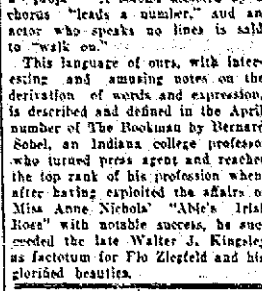 chorus "leads a number," and an
actor who speaks no lines is said
to "walk on."
This language of ours, with inter-
esting and amusing notes on the
derivation of words and expression,
is described and defined in the April
number of The Bookman by Bernard
Sobel, an Indiana college professo
who turned press agent and reache
the top rank of his profession when
after having exploited the affairs o
Miss Anne Nichols' "Abie's Irish
Rose" with notable success, he suc-
ceeded the late Walter J. Kingsley
as factotum for Flo Ziegfeld and his
glorified beauties.